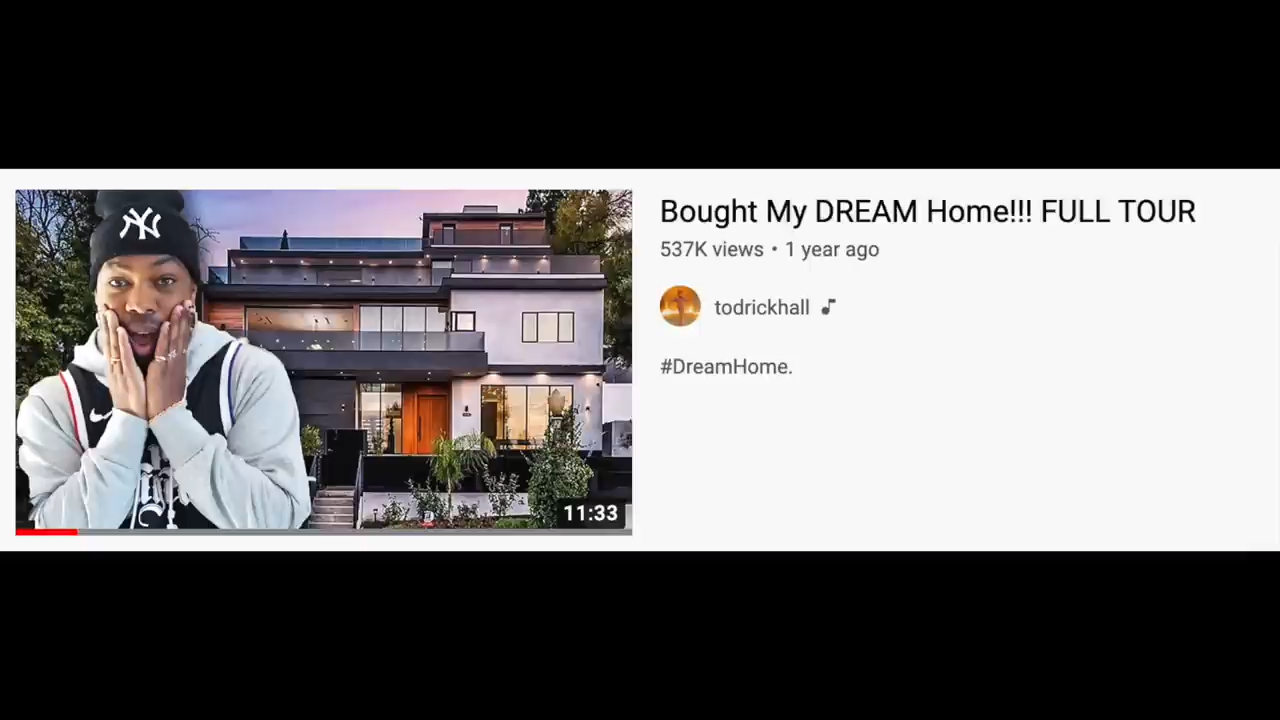 NY
Bought My DREAM Home!!! FULL TOUR
537K views • 1 year ago
todrickhall
#DreamHome.
11:33